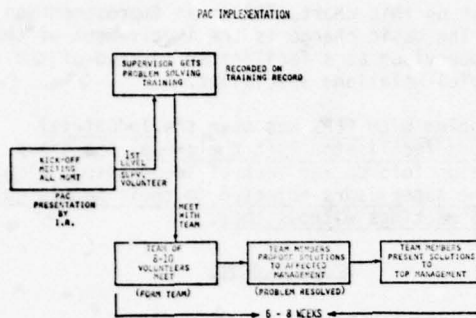 PAC IMPLEMENTATION
SUPERVISOR GETS
PROBLEM SOLVING
TRAINING
RECORDED ON
TRAINING RECORD
KICK-OFF
MEETING
ALL MGMT
1ST
LEVEL
SUPV. VOLUNTEER
PAC
PRESENTATION
BY
I.R.
MEET
WITH
TEAM
TEAM OF
8-10
VOLUNTEERS
MEET
TEAM MEMBERS
PROPOSE SOLUTIONS
TO AFFECTED
MANAGEMENT
TEAM MEMBERS
PRESENT SOLUTIONS
TO
TOP MANAGEMENT
(FORM TEAM)
(PROBLEM RESOLVED)
6 - 8 WEEKS